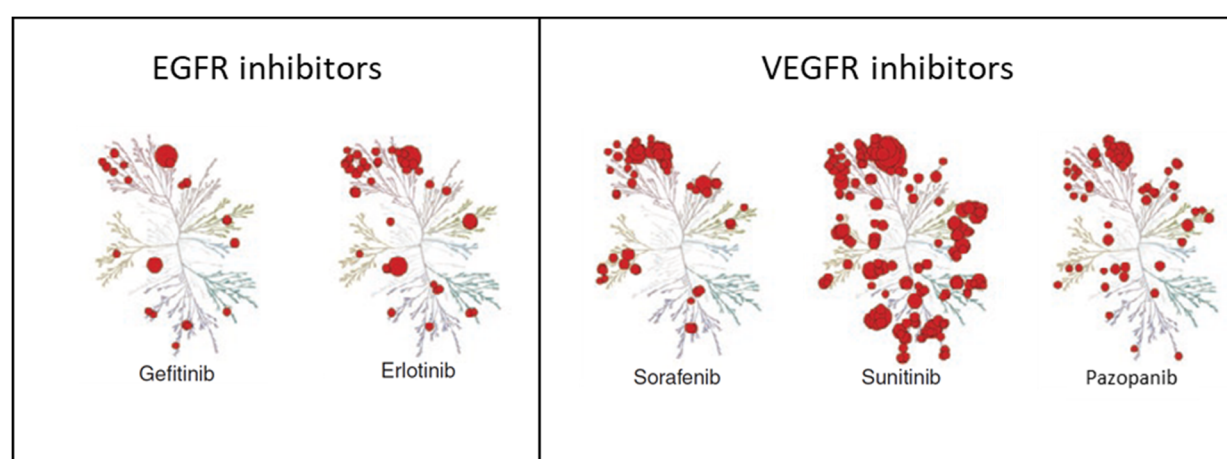 EGFR inhibitors
VEGFR inhibitors
Gefitinib
Erlotinib
Sorafenib
Sunitinib
Pazopanib